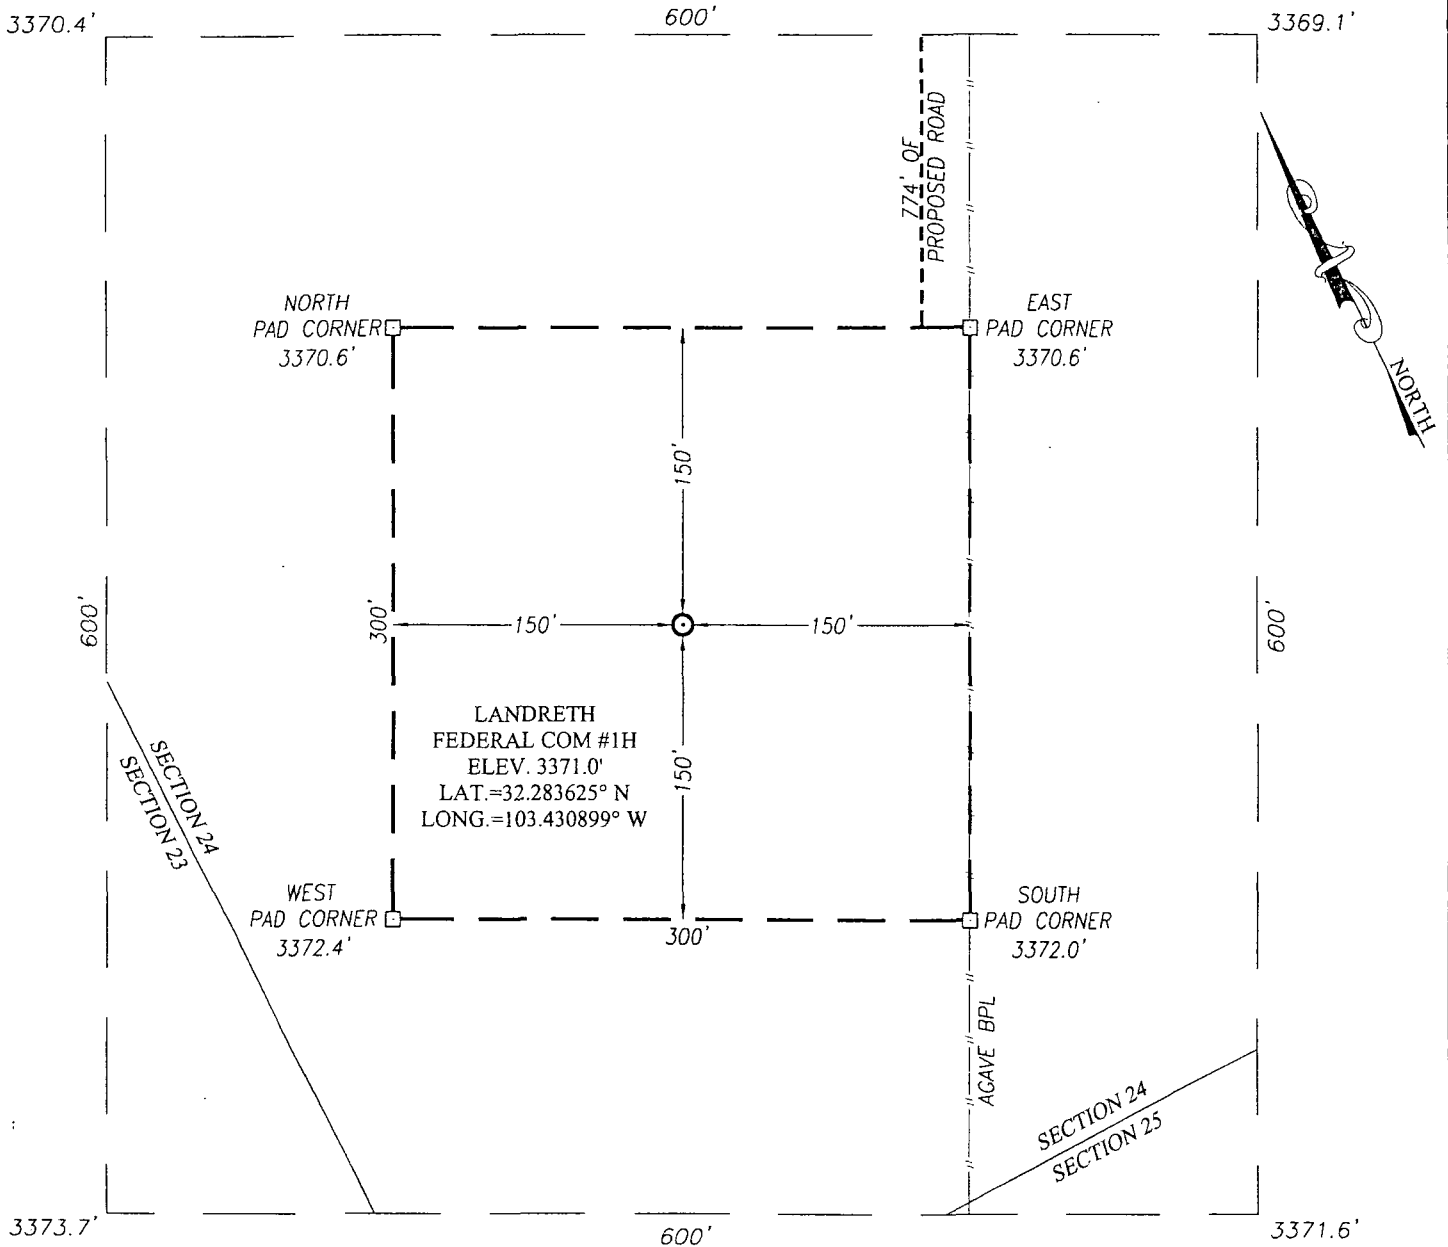 3370.4'
600'
3369.1'
774' OF
PROPOSED ROAD
NORTH
PAD CORNER
3370.6'
EAST
PAD CORNER
3370.6'
NORTH
150'
600'
300'
150'
150'
600'
LANDRETH
FEDERAL COM #1H
ELEV. 3371.0'
LAT.=32.283625° N
LONG.=103.430899° W
150'
SECTION 24
SECTION 23
WEST
PAD CORNER
3372.4'
300'
SOUTH
PAD CORNER
3372.0'
AGAVE BPL
SECTION 24
SECTION 25
3373.7'
600'
3371.6'